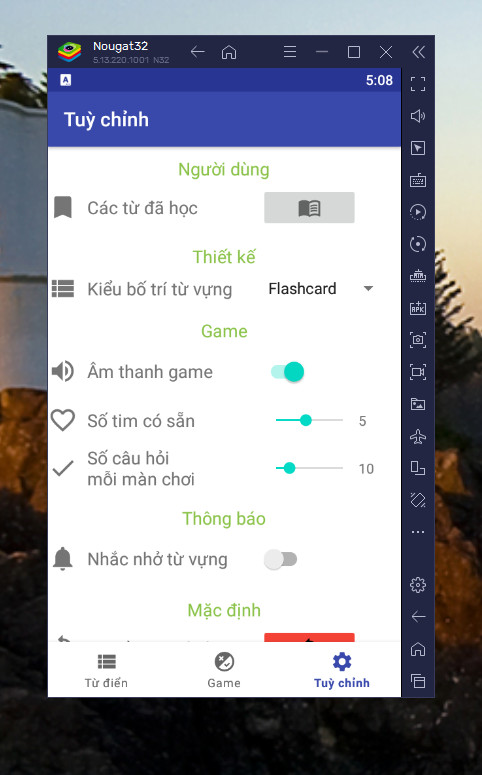 Nougat32
5.13.220.1001 N32
5:08
Tuỳ chỉnh
Người dùng
Các từ đã học
Thiết kế
Kiểu bố trí từ vựng
Flashcard
Game
Âm thanh game
Số tim có sẵn
5
Số câu hỏi
mỗi màn chơi
10
Thông báo
Nhắc nhở từ vựng
Mặc định
Từ điển
Game
Tuỳ chỉnh